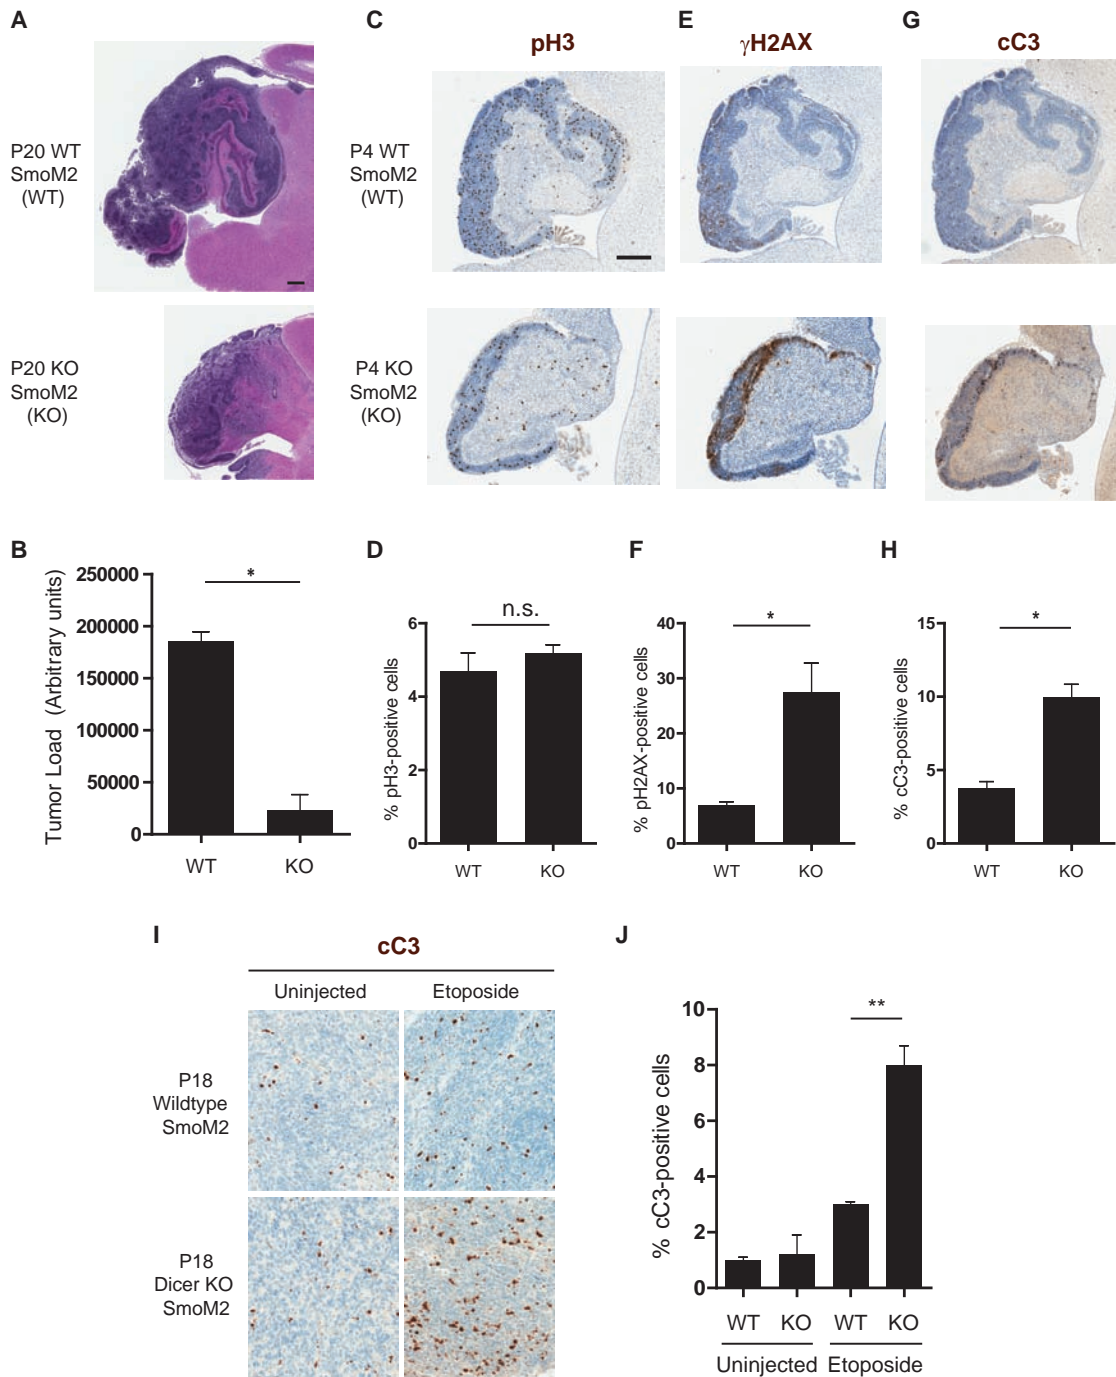 A
C
E
G
pH3
γH2AX
cC3
P20 WT
SmoM2
(WT)
P4 WT
SmoM2
(WT)
P20 KO
SmoM2
(KO)
P4 KO
SmoM2
(KO)
B
D
F
H
Tumor Load (Arbitrary units)
250000
200000
150000
100000
50000
0
*
WT
KO
% pH3-positive cells
6
4
2
0
n.s.
WT
KO
% pH2AX-positive cells
40
30
20
10
0
*
WT
KO
% cC3-positive cells
15
10
5
0
*
WT
KO
I
cC3
Uninjected
Etoposide
P18
Wildtype
SmoM2
P18
Dicer KO
SmoM2
J
% cC3-positive cells
10
8
6
4
2
0
**
WT
KO
WT
KO
Uninjected
Etoposide